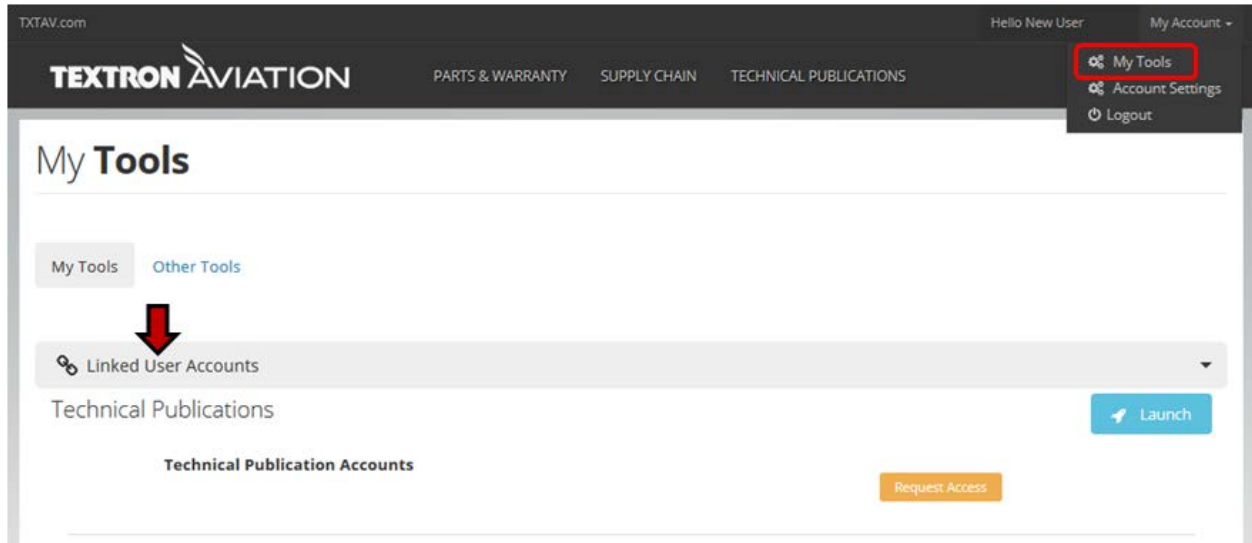 TXTAV.com
Hello New User
My Account
TEXTRON AVIATION
PARTS & WARRANTY
SUPPLY CHAIN
TECHNICAL PUBLICATIONS
My Tools
Account Settings
Logout
My Tools
My Tools
Other Tools
Linked User Accounts
Technical Publications
Launch
Technical Publication Accounts
Request Access